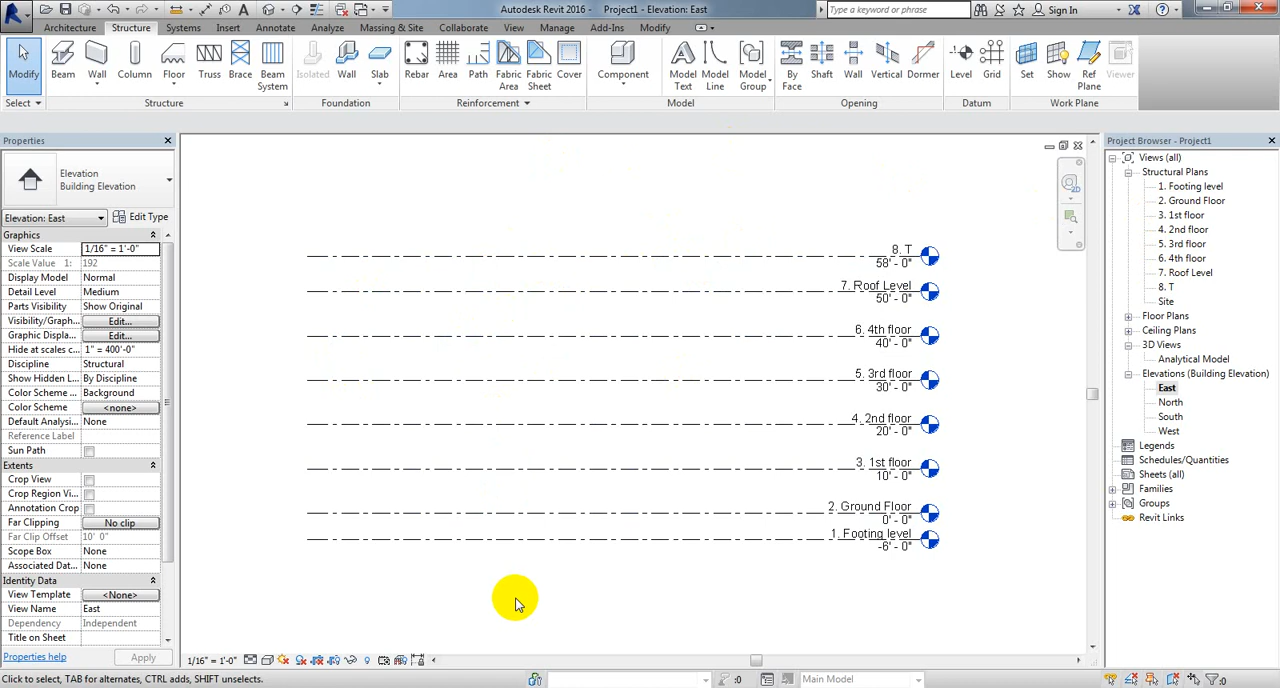 Autodesk Revit 2016 - Project1 - Elevation: East
Type a keyword or phrase
Sign In
Architecture Structure Systems Insert Annotate Analyze Massing & Site Collaborate View Manage Add-Ins Modify
Modify Beam Wall Column Floor Truss Brace Beam System Isolated Wall Slab Rebar Area Path Fabric Area Fabric Sheet Cover Component Model Text Model Line Model Group By Face Shaft Wall Vertical Dormer Level Grid Set Show Ref Plane Viewer
Select Structure Foundation Reinforcement Model Opening Datum Work Plane
Properties
Elevation
Building Elevation
Elevation: East Edit Type
Graphics
View Scale 1/16" = 1'-0"
Scale Value 1: 192
Display Model Normal
Detail Level Medium
Parts Visibility Show Original
Visibility/Graph... Edit...
Graphic Displa... Edit...
Hide at scales c... 1" = 400'-0"
Discipline Structural
Show Hidden L... By Discipline
Color Scheme ... Background
Color Scheme <none>
Default Analysi... None
Reference Label
Sun Path
Extents
Crop View
Crop Region Vi...
Annotation Crop
Far Clipping No clip
Far Clip Offset 10' 0"
Scope Box None
Associated Dat... None
Identity Data
View Template <None>
View Name East
Dependency Independent
Title on Sheet
Properties help Apply
8. T
58' - 0"
7. Roof Level
50' - 0"
6. 4th floor
40' - 0"
5. 3rd floor
30' - 0"
4. 2nd floor
20' - 0"
3. 1st floor
10' - 0"
2. Ground Floor
0' - 0"
1. Footing level
-6' - 0"
2D
Project Browser - Project1
Views (all)
Structural Plans
1. Footing level
2. Ground Floor
3. 1st floor
4. 2nd floor
5. 3rd floor
6. 4th floor
7. Roof Level
8. T
Site
Floor Plans
Ceiling Plans
3D Views
Analytical Model
Elevations (Building Elevation)
East
North
South
West
Legends
Schedules/Quantities
Sheets (all)
Families
Groups
Revit Links
1/16" = 1'-0"
Click to select, TAB for alternates, CTRL adds, SHIFT unselects.
:0
Main Model
:0